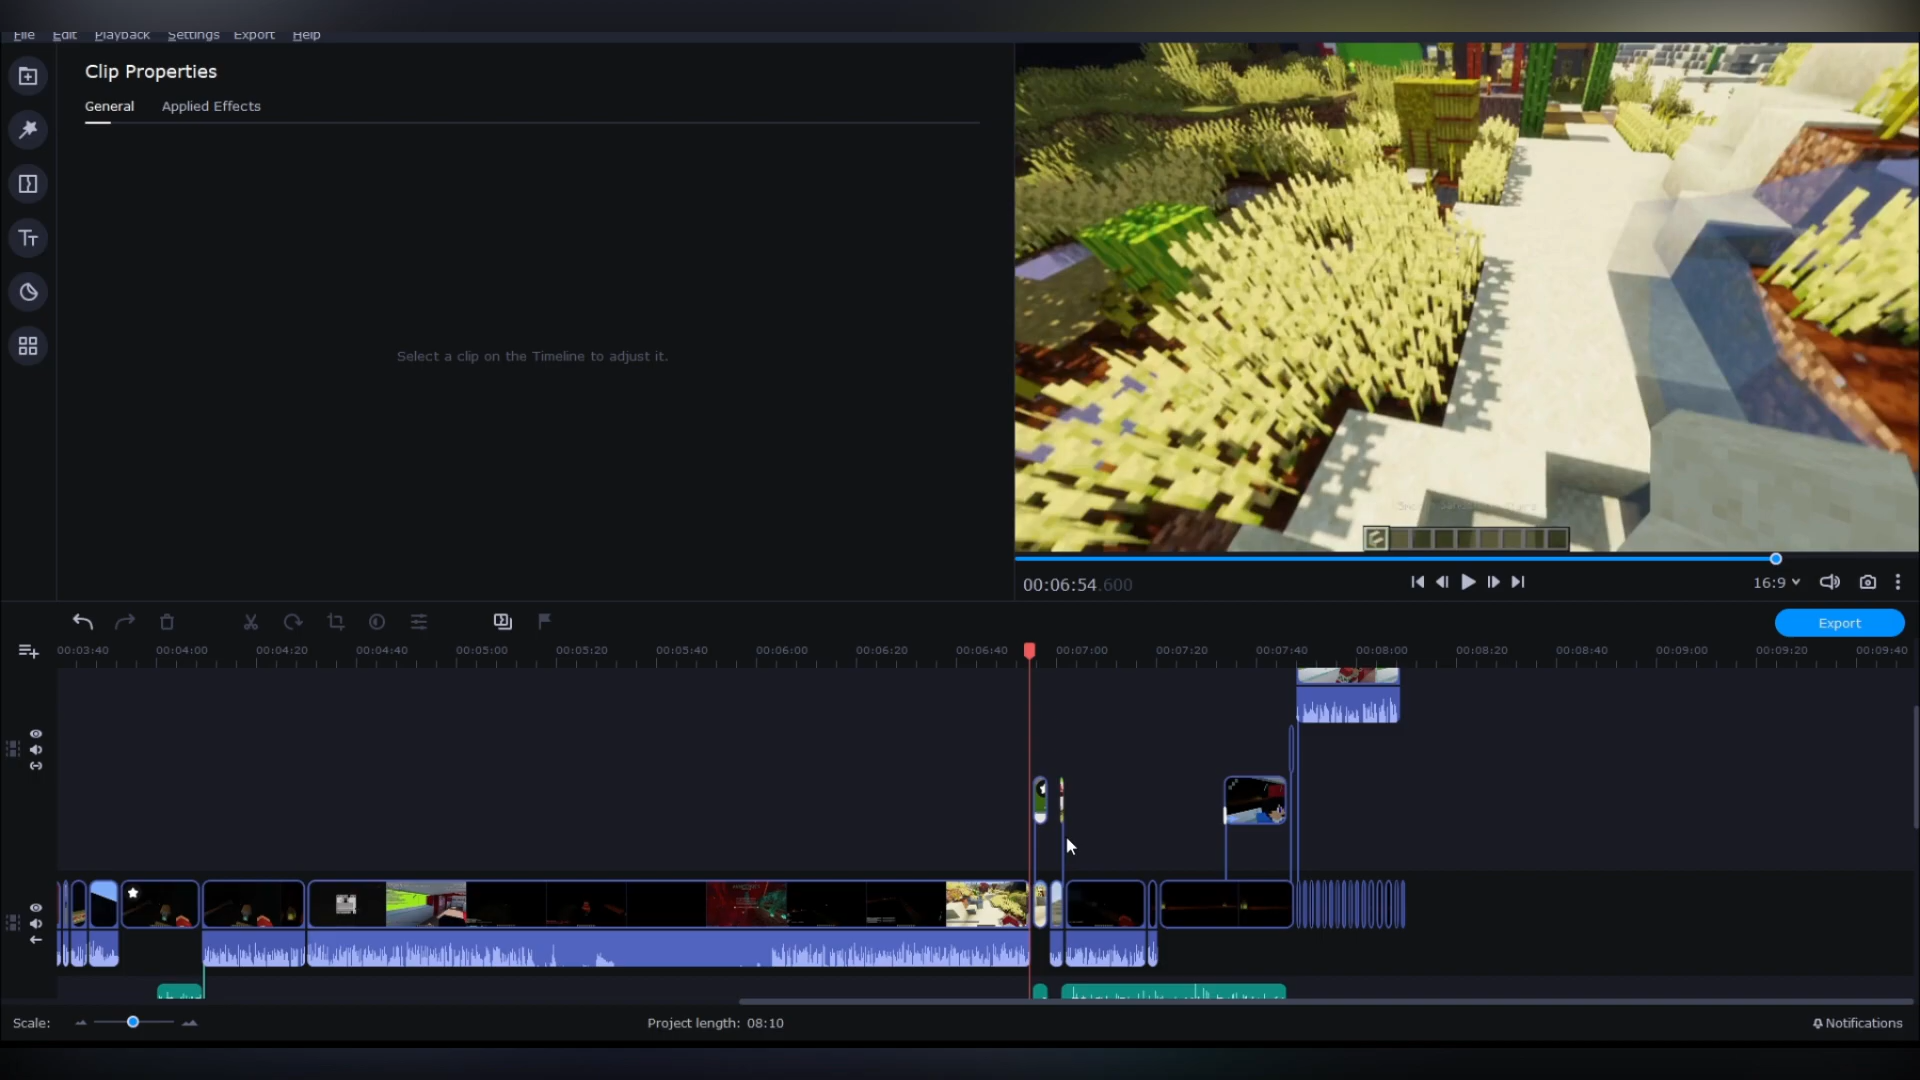 File Edit Playback Settings Export Help
Clip Properties
General Applied Effects
Select a clip on the Timeline to adjust it.
00:06:54.600
16:9
Export
00:03:40 00:04:00 00:04:20 00:04:40 00:05:00 00:05:20 00:05:40 00:06:00 00:06:20 00:06:40 00:07:00 00:07:20 00:07:40 00:08:00 00:08:20 00:08:40 00:09:00 00:09:20 00:09:40
Scale:
Project length: 08:10
Notifications